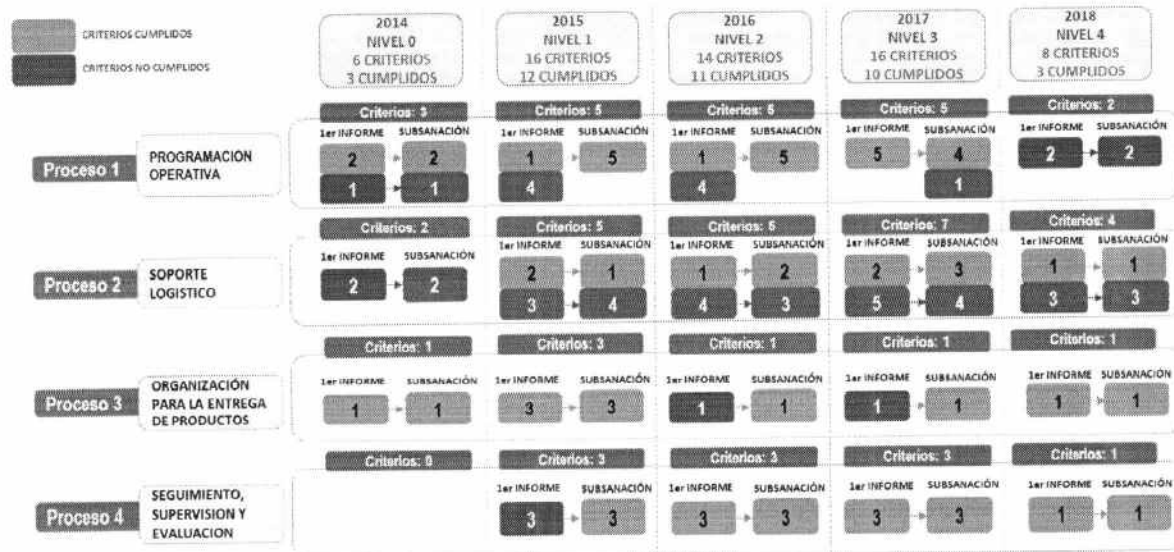 CRITERIOS CUMPLIDOS
CRITERIOS NO CUMPLIDOS
2014
NIVEL 0
6 CRITERIOS
3 CUMPLIDOS
2015
NIVEL 1
16 CRITERIOS
12 CUMPLIDOS
2016
NIVEL 2
14 CRITERIOS
11 CUMPLIDOS
2017
NIVEL 3
16 CRITERIOS
10 CUMPLIDOS
2018
NIVEL 4
8 CRITERIOS
3 CUMPLIDOS
Proceso 1
PROGRAMACION
OPERATIVA
Criterios: 3
1er INFORME SUBSANACIÓN
2 2
1 1
Criterios: 5
1er INFORME SUBSANACIÓN
1 5
4
Criterios: 5
1er INFORME SUBSANACIÓN
1 5
4
Criterios: 5
1er INFORME SUBSANACIÓN
5 4
1
Criterios: 2
1er INFORME SUBSANACIÓN
2 2
Proceso 2
SOPORTE
LOGISTICO
Criterios: 2
1er INFORME SUBSANACIÓN
2 2
Criterios: 5
1er INFORME SUBSANACIÓN
2 1
3 4
Criterios: 5
1er INFORME SUBSANACIÓN
1 2
4 3
Criterios: 7
1er INFORME SUBSANACIÓN
2 3
5 4
Criterios: 4
1er INFORME SUBSANACIÓN
1 1
3 3
Proceso 3
ORGANIZACIÓN
PARA LA ENTREGA
DE PRODUCTOS
Criterios: 1
1er INFORME SUBSANACIÓN
1 1
Criterios: 3
1er INFORME SUBSANACIÓN
3 3
Criterios: 1
1er INFORME SUBSANACIÓN
1 1
Criterios: 1
1er INFORME SUBSANACIÓN
1 1
Criterios: 1
1er INFORME SUBSANACIÓN
1 1
Proceso 4
SEGUIMIENTO,
SUPERVISION Y
EVALUACION
Criterios: 0
Criterios: 3
1er INFORME SUBSANACIÓN
3 3
Criterios: 3
1er INFORME SUBSANACIÓN
3 3
Criterios: 3
1er INFORME SUBSANACIÓN
3 3
Criterios: 1
1er INFORME SUBSANACIÓN
1 1